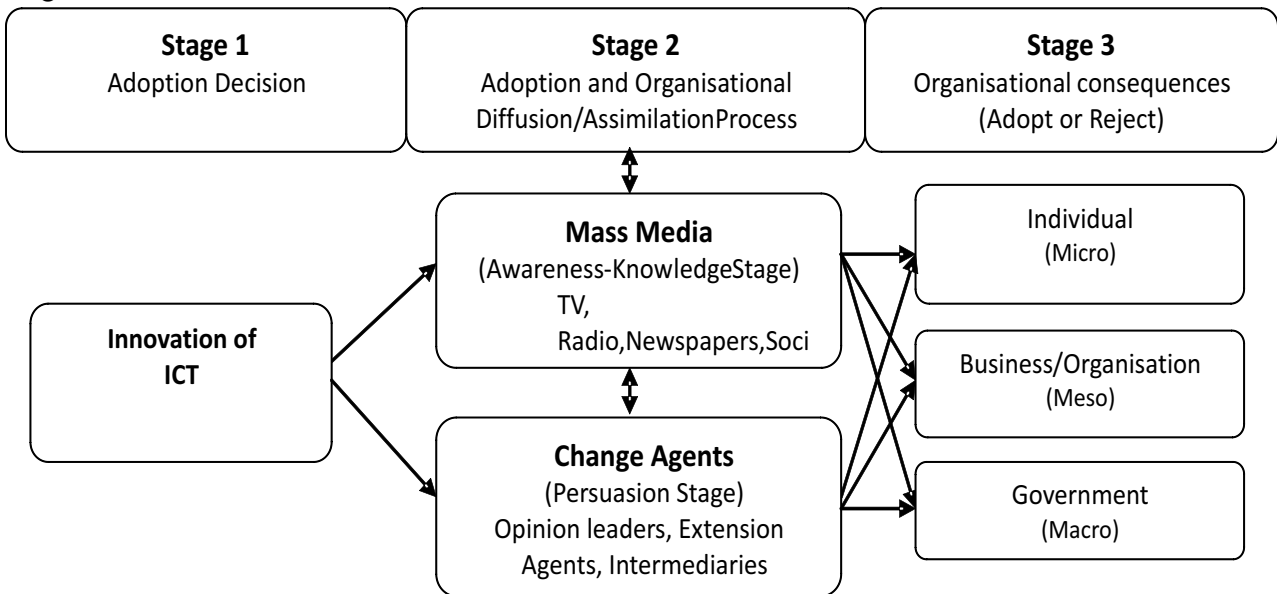 Stage 1
Adoption Decision
Stage 2
Adoption and Organisational
Diffusion/AssimilationProcess
Stage 3
Organisational consequences
(Adopt or Reject)
Innovation of
ICT
Mass Media
(Awareness-KnowledgeStage)
TV,
Radio,Newspapers,Soci
Change Agents
(Persuasion Stage)
Opinion leaders, Extension
Agents, Intermediaries
Individual
(Micro)
Business/Organisation
(Meso)
Government
(Macro)